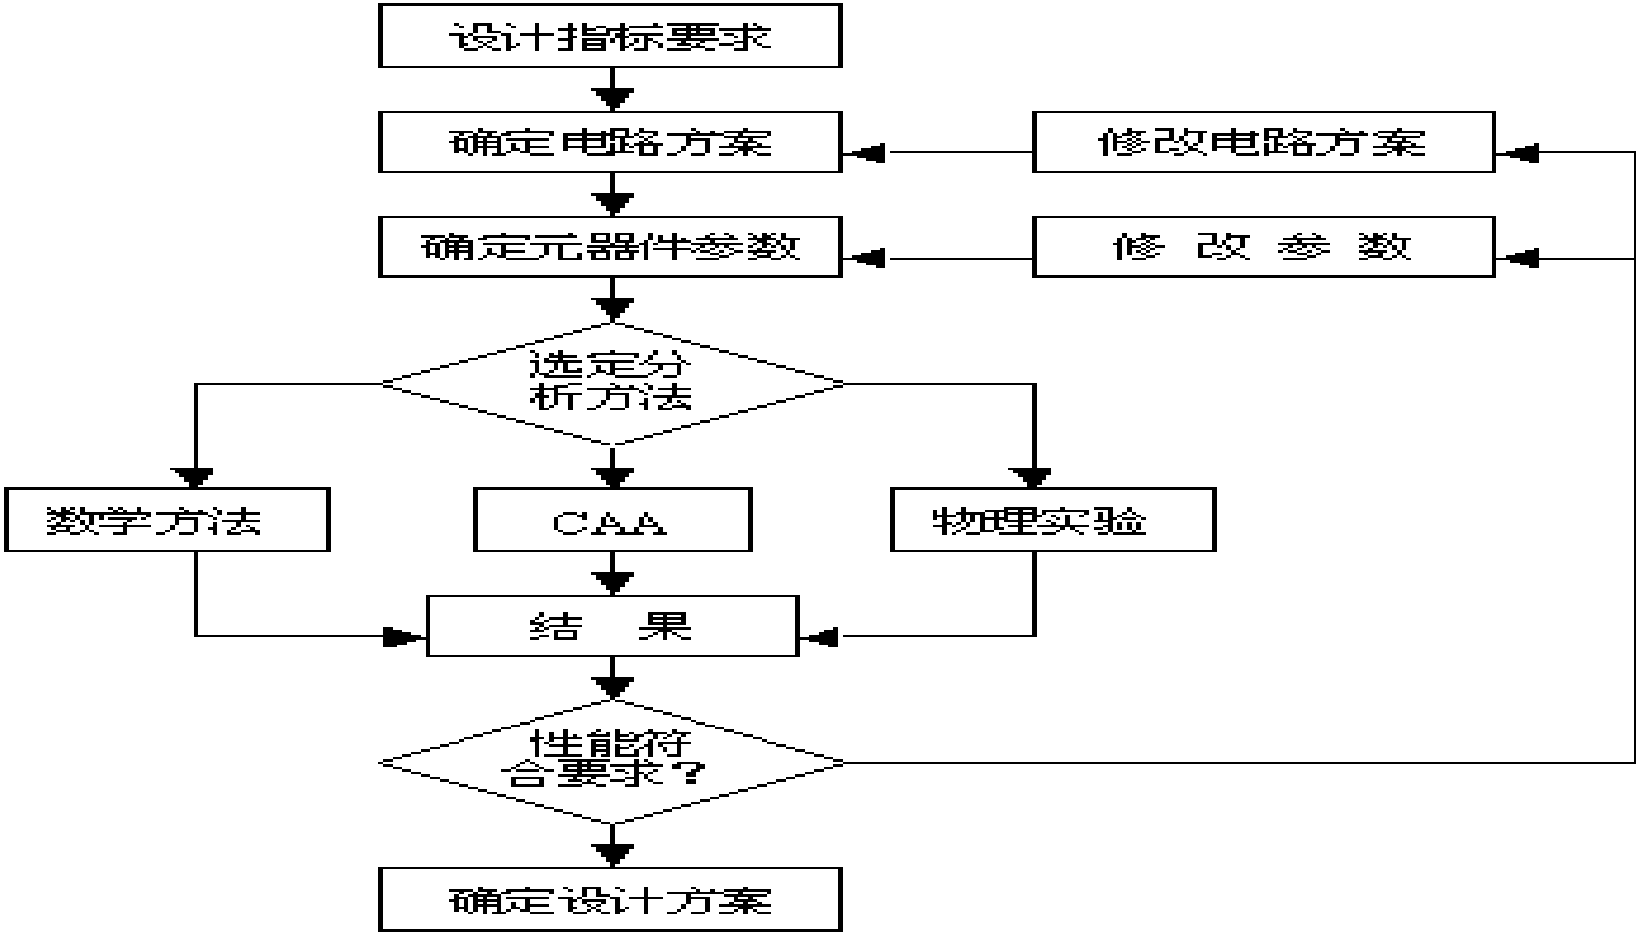 设计指标要求
确定电路方案
修改电路方案
确定元器件参数
修 改 参 数
选定分
析方法
数学方法
CAA
物理实验
结 果
性能符
合要求？
确定设计方案